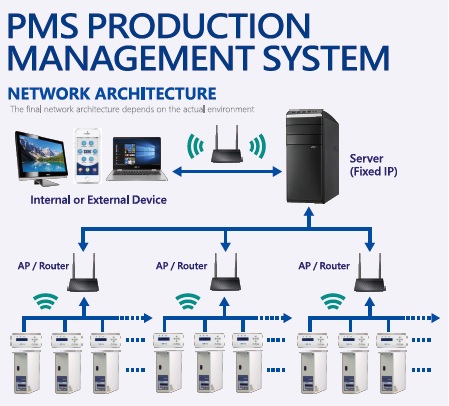 PMS PRODUCTION
MANAGEMENT SYSTEM
NETWORK ARCHITECTURE
The final network architecture depends on the actual environment
Server
(Fixed IP)
Internal or External Device
AP / Router
AP / Router
AP / Router